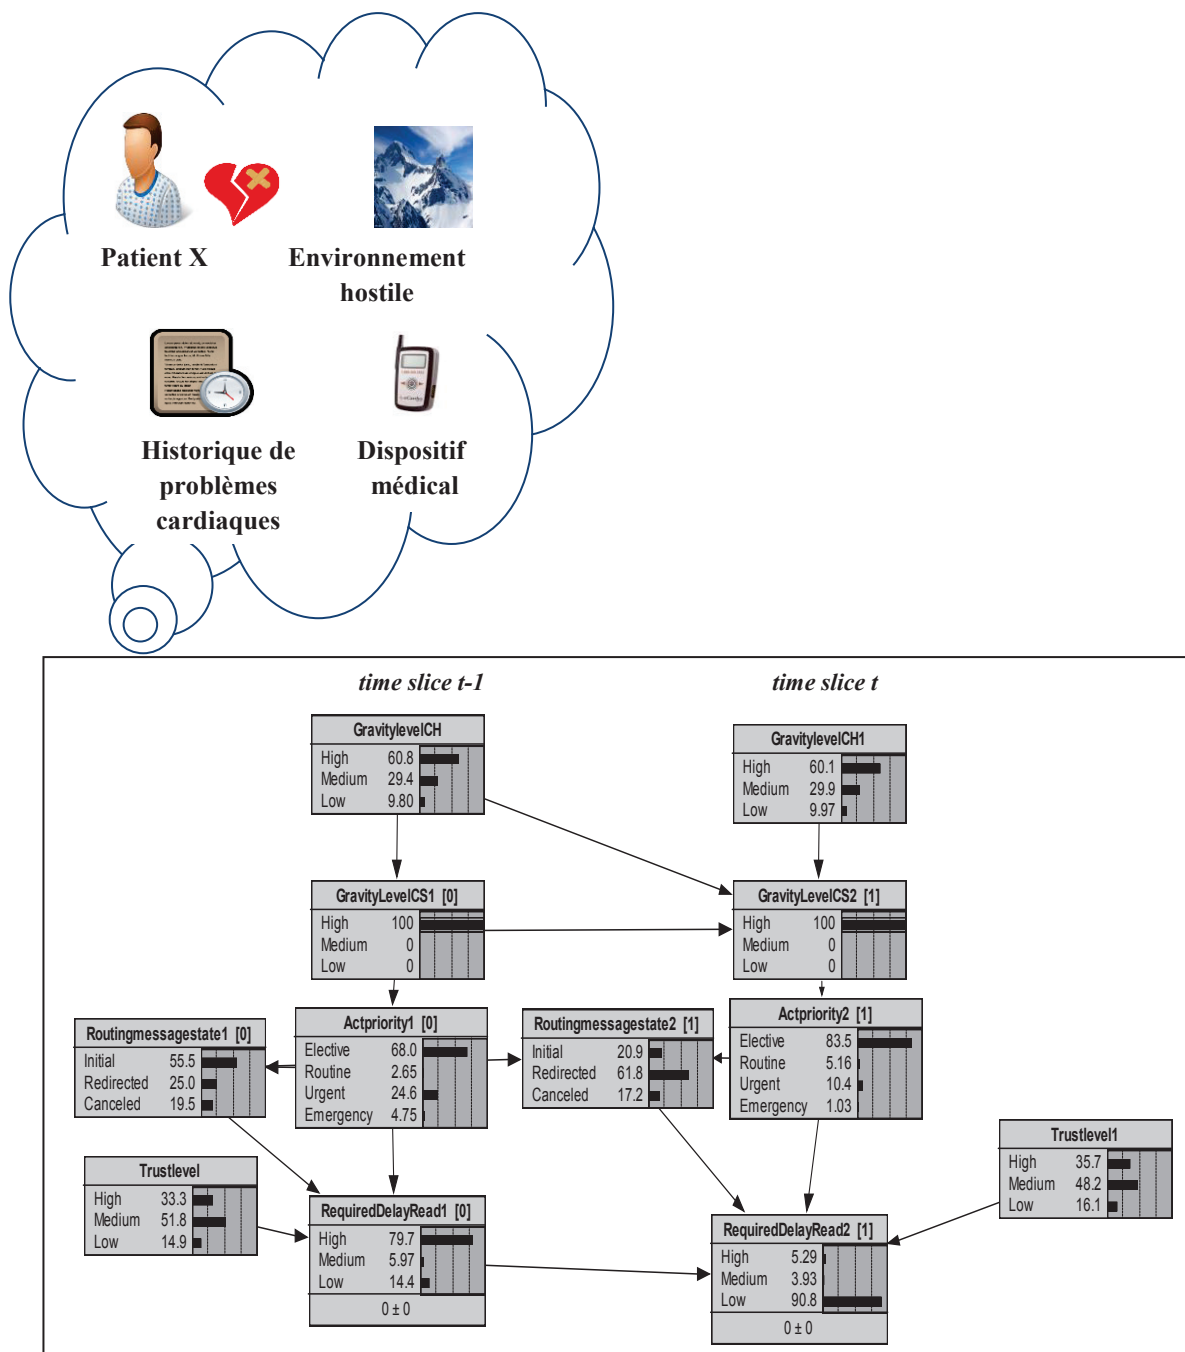 Patient X
Environnement
hostile
Historique de
problèmes
cardiaques
Dispositif
médical
time slice t-1
time slice t
GravitylevelCH
High 60.8
Medium 29.4
Low 9.80
GravitylevelCH1
High 60.1
Medium 29.9
Low 9.97
GravityLevelCS1 [0]
High 100
Medium 0
Low 0
GravityLevelCS2 [1]
High 100
Medium 0
Low 0
Routingmessagestate1 [0]
Initial 55.5
Redirected 25.0
Canceled 19.5
Actpriority1 [0]
Elective 68.0
Routine 2.65
Urgent 24.6
Emergency 4.75
Routingmessagestate2 [1]
Initial 20.9
Redirected 61.8
Canceled 17.2
Actpriority2 [1]
Elective 83.5
Routine 5.16
Urgent 10.4
Emergency 1.03
Trustlevel
High 33.3
Medium 51.8
Low 14.9
RequiredDelayRead1 [0]
High 79.7
Medium 5.97
Low 14.4
0 ± 0
RequiredDelayRead2 [1]
High 5.29
Medium 3.93
Low 90.8
0 ± 0
Trustlevel1
High 35.7
Medium 48.2
Low 16.1